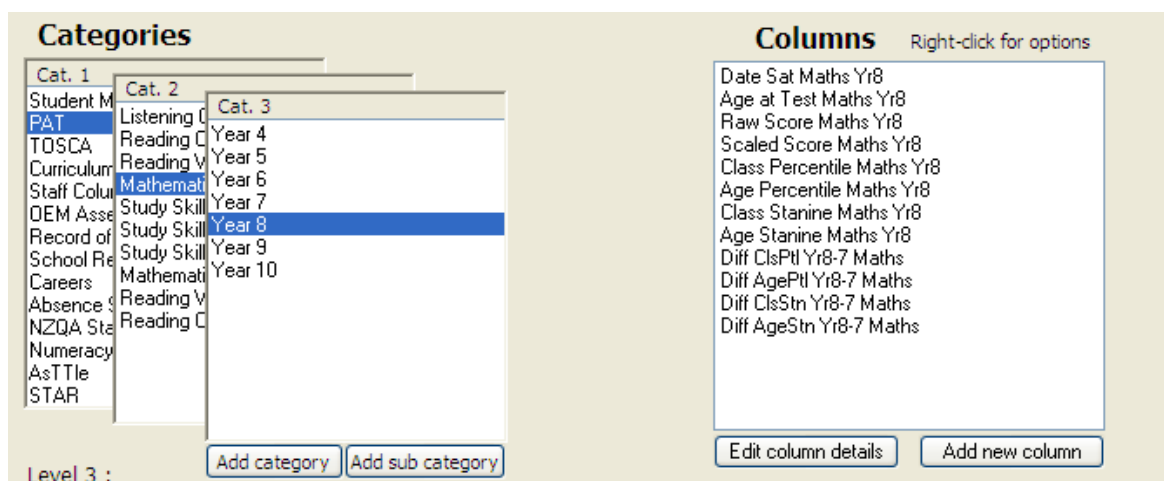 Categories
Cat. 1
Student M
PAT
TOSCA
Curriculum
Staff Colu
OEM Asse
Record of
School Re
Careers
Absence
NZQA Sta
Numeracy
AsTTle
STAR
Cat. 2
Listening
Reading
Reading V
Mathemati
Study Skill
Study Skill
Study Skill
Mathemati
Reading V
Reading
Cat. 3
Year 4
Year 5
Year 6
Year 7
Year 8
Year 9
Year 10
Add category
Add sub category
Level 3 :
Columns
Right-click for options
Date Sat Maths Yr8
Age at Test Maths Yr8
Raw Score Maths Yr8
Scaled Score Maths Yr8
Class Percentile Maths Yr8
Age Percentile Maths Yr8
Class Stanine Maths Yr8
Age Stanine Maths Yr8
Diff ClsPtl Yr8-7 Maths
Diff AgePtl Yr8-7 Maths
Diff ClsStn Yr8-7 Maths
Diff AgeStn Yr8-7 Maths
Edit column details
Add new column